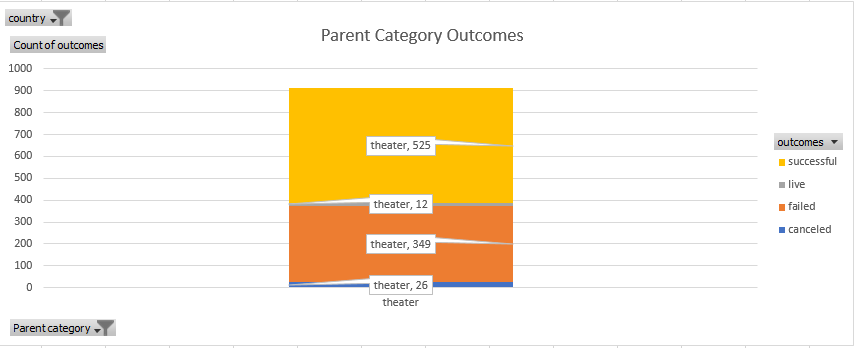 country
Count of outcomes
Parent Category Outcomes
1000
900
800
700
600
500
400
300
200
100
0
theater, 525
theater, 12
theater, 349
theater, 26
theater
outcomes
successful
live
failed
canceled
Parent category